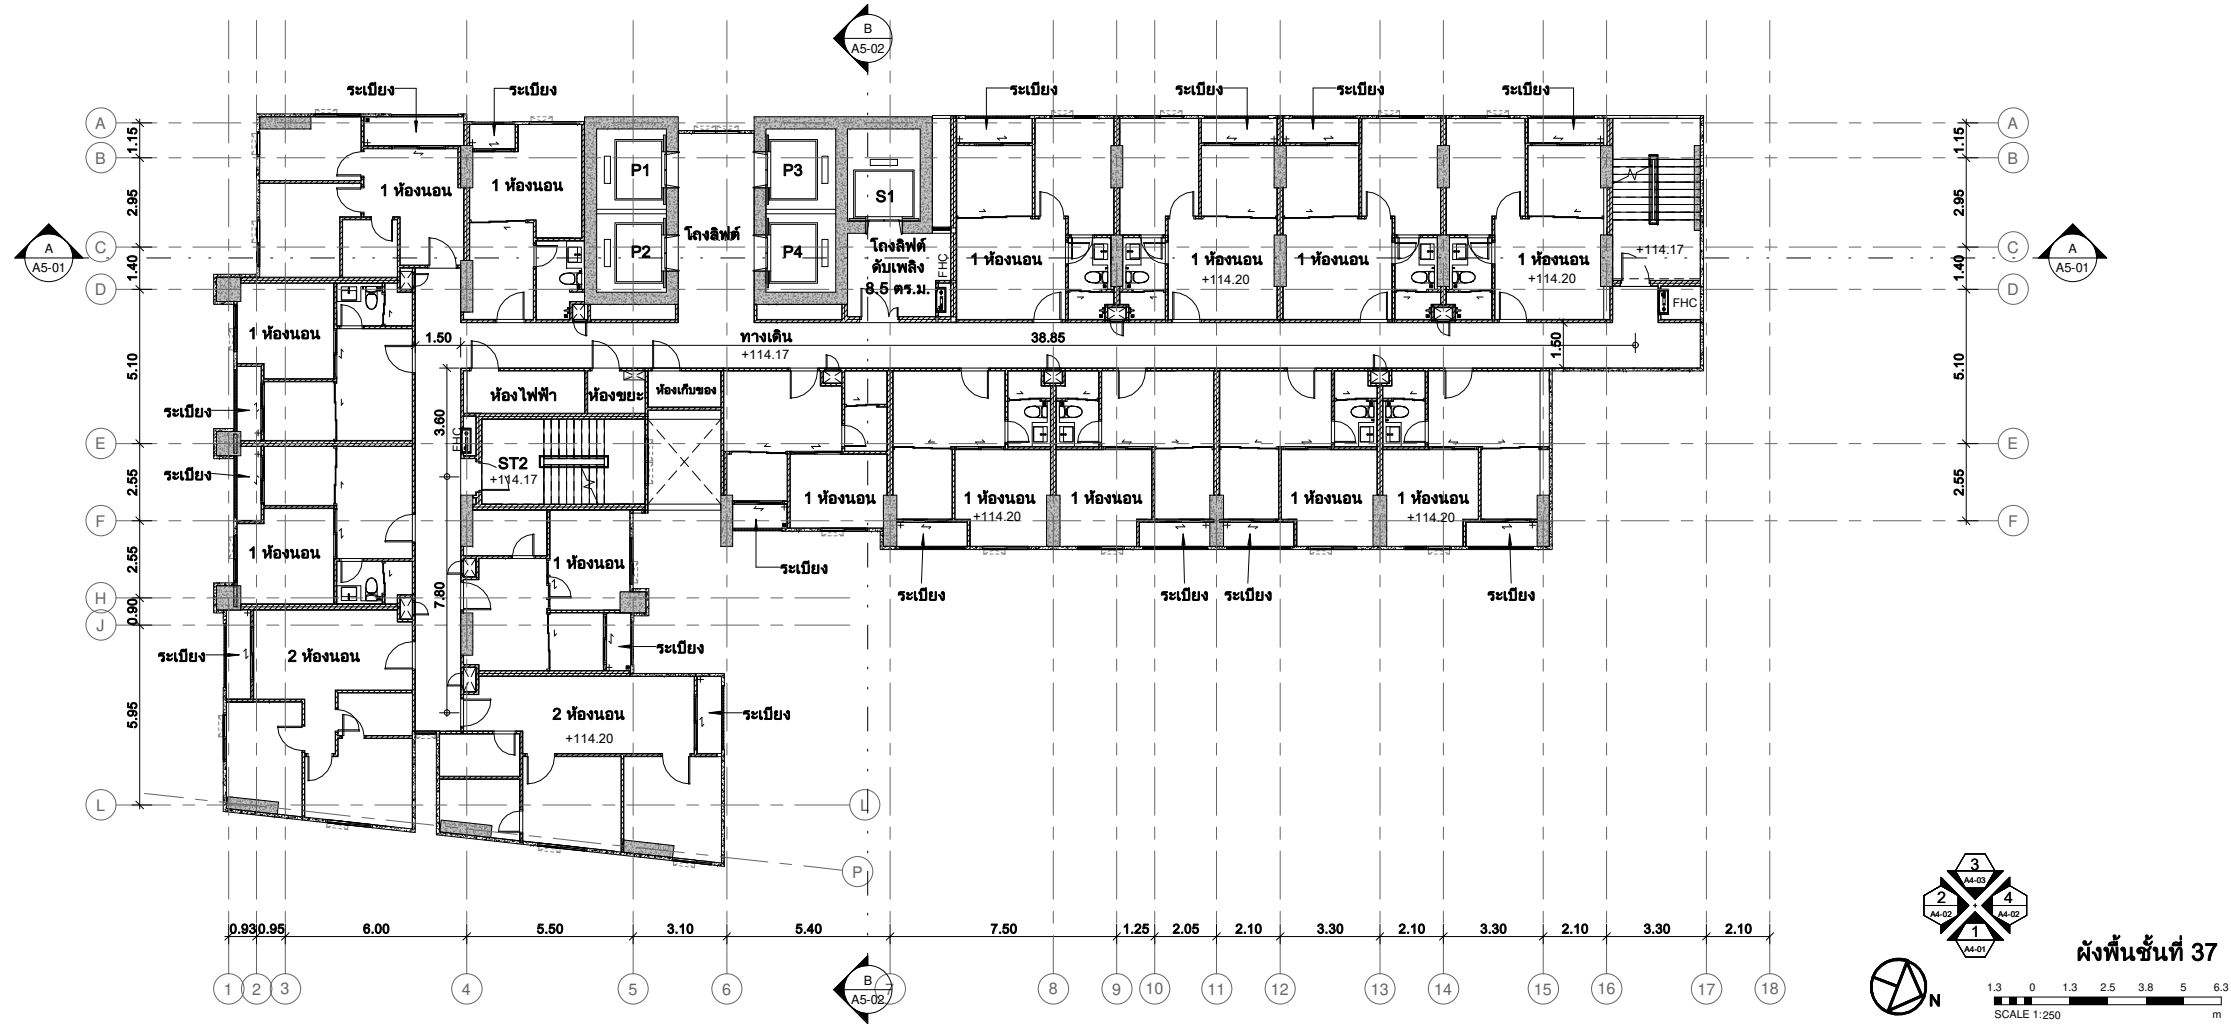 B
A5-02
ระเบียง
ระเบียง
ระเบียง
ระเบียง
ระเบียง
ระเบียง
A
A
1.15
1.15
B
B
P1
P3
1 ห้องนอน
1 ห้องนอน
2.95
2.95
S1
A
A5-01
C
C
โถงลิฟต์
P2
P4
โถงลิฟต์
ดับเพลิง
8.5 ตร.ม.
FHC
1 ห้องนอน
1 ห้องนอน
+114.20
1 ห้องนอน
1 ห้องนอน
+114.20
+114.17
A
A5-01
1.40
1.40
D
D
FHC
1 ห้องนอน
1.50
ทางเดิน
+114.17
38.85
1.50
5.10
5.10
ห้องไฟฟ้า
ห้องขยะ
ห้องเก็บของ
ระเบียง
3.60
FHC
E
E
ST2
+114.17
ระเบียง
2.55
2.55
1 ห้องนอน
1 ห้องนอน
+114.20
1 ห้องนอน
1 ห้องนอน
1 ห้องนอน
+114.20
F
F
1 ห้องนอน
1 ห้องนอน
2.55
ระเบียง
ระเบียง
ระเบียง
ระเบียง
ระเบียง
H
7.80
0.90
J
ระเบียง
2 ห้องนอน
ระเบียง
5.95
2 ห้องนอน
+114.20
ระเบียง
L
L
P
0.93
0.95
6.00
5.50
3.10
5.40
7.50
1.25
2.05
2.10
3.30
2.10
3.30
2.10
3.30
2.10
1
2
3
4
5
6
B
A5-02
7
8
9
10
11
12
13
14
15
16
17
18
3
A4-03
2
A4-02
4
A4-02
1
A4-01
N
ผังพื้นชั้นที่ 37
1.3 0 1.3 2.5 3.8 5 6.3
SCALE 1:250 m